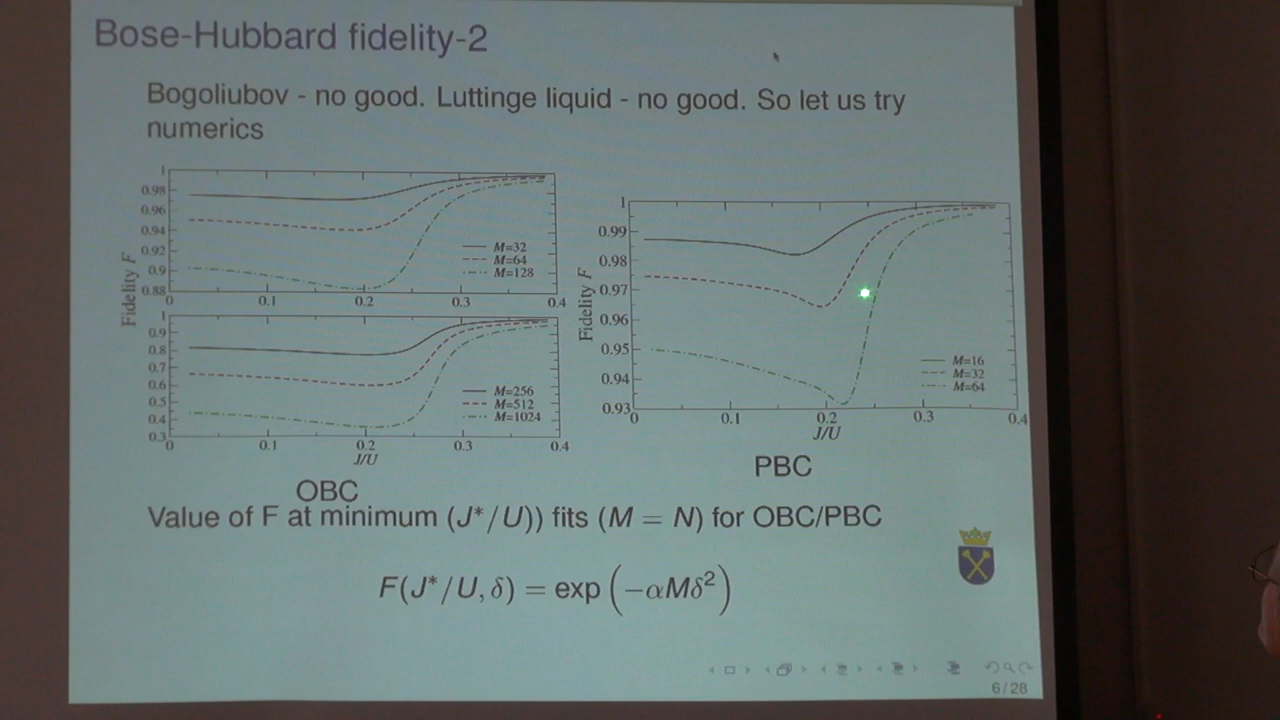 Bose-Hubbard fidelity-2
Bogoliubov - no good. Luttinge liquid - no good. So let us try
numerics
Fidelity F
1
0.98
0.96
0.94
0.92
0.9
0.88
0 0.1 0.2 0.3 0.4
M=32
M=64
M=128
1
0.9
0.8
0.7
0.6
0.5
0.4
0.3
0 0.1 0.2 0.3 0.4
J/U
M=256
M=512
M=1024
OBC
Fidelity F
1
0.99
0.98
0.97
0.96
0.95
0.94
0.93
0 0.1 0.2 0.3 0.4
J/U
M=16
M=32
M=64
PBC
Value of F at minimum (J*/U)) fits (M = N) for OBC/PBC
F(J*/U, δ) = exp (−αMδ²)
6/28